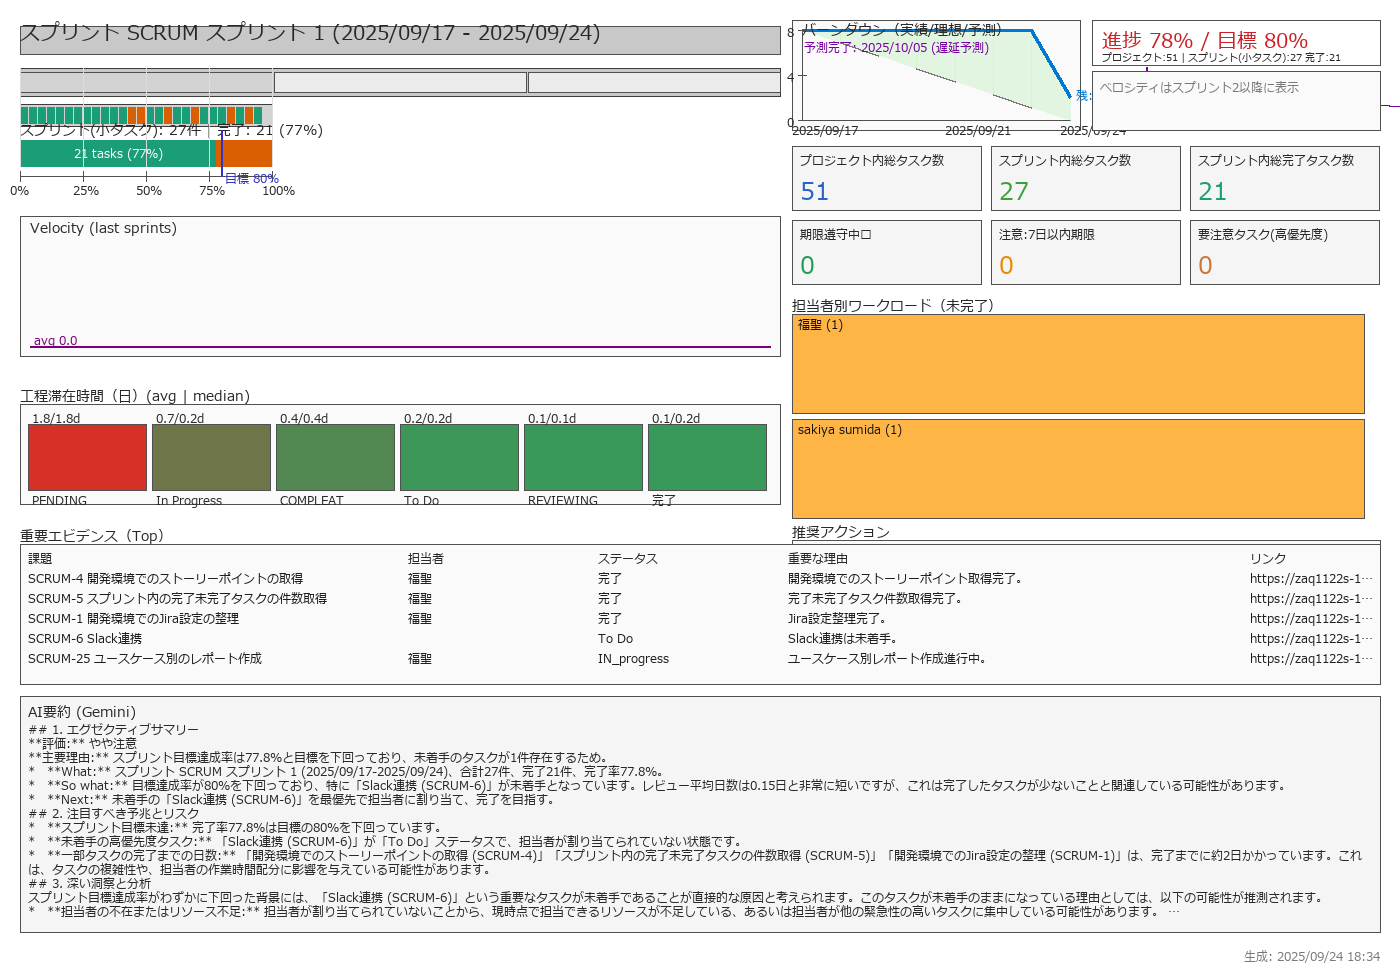 スプリント SCRUM スプリント 1 (2025/09/17 - 2025/09/24)
スプリント(小タスク): 27件 | 完了: 21 (77%)
21 tasks (77%)
目標 80%
0% 25% 50% 75% 100%
バーンダウン（実績/理想/予測）
予測完了: 2025/10/05 (遅延予測)
8
4
0
残:
2025/09/17 2025/09/21 2025/09/24
進捗 78% / 目標 80%
プロジェクト:51 | スプリント(小タスク):27 完了:21
ベロシティはスプリント2以降に表示
プロジェクト内総タスク数
51
スプリント内総タスク数
27
スプリント内総完了タスク数
21
期限遵守中□
0
注意:7日以内期限
0
要注意タスク(高優先度)
0
Velocity (last sprints)
avg 0.0
担当者別ワークロード（未完了）
福聖 (1)
sakiya sumida (1)
工程滞在時間（日）(avg | median)
1.8/1.8d 0.7/0.2d 0.4/0.4d 0.2/0.2d 0.1/0.1d 0.1/0.2d
PENDING In Progress COMPLEAT To Do REVIEWING 完了
推奨アクション
重要エビデンス（Top）
課題 担当者 ステータス 重要な理由 リンク
SCRUM-4 開発環境でのストーリーポイントの取得 福聖 完了 開発環境でのストーリーポイント取得完了。 https://zaq1122s-1…
SCRUM-5 スプリント内の完了未完了タスクの件数取得 福聖 完了 完了未完了タスク件数取得完了。 https://zaq1122s-1…
SCRUM-1 開発環境でのJira設定の整理 福聖 完了 Jira設定整理完了。 https://zaq1122s-1…
SCRUM-6 Slack連携 To Do Slack連携は未着手。 https://zaq1122s-1…
SCRUM-25 ユースケース別のレポート作成 福聖 IN_progress ユースケース別レポート作成進行中。 https://zaq1122s-1…
AI要約 (Gemini)
## 1. エグゼクティブサマリー
**評価:** やや注意
**主要理由:** スプリント目標達成率は77.8%と目標を下回っており、未着手のタスクが1件存在するため。
* **What:** スプリント SCRUM スプリント 1 (2025/09/17-2025/09/24)、合計27件、完了21件、完了率77.8%。
* **So what:** 目標達成率が80%を下回っており、特に「Slack連携 (SCRUM-6)」が未着手となっています。レビュー平均日数は0.15日と非常に短いですが、これは完了したタスクが少ないことと関連している可能性があります。
* **Next:** 未着手の「Slack連携 (SCRUM-6)」を最優先で担当者に割り当て、完了を目指す。
## 2. 注目すべき予兆とリスク
* **スプリント目標未達:** 完了率77.8%は目標の80%を下回っています。
* **未着手の高優先度タスク:** 「Slack連携 (SCRUM-6)」が「To Do」ステータスで、担当者が割り当てられていない状態です。
* **一部タスクの完了までの日数:** 「開発環境でのストーリーポイントの取得 (SCRUM-4)」「スプリント内の完了未完了タスクの件数取得 (SCRUM-5)」「開発環境でのJira設定の整理 (SCRUM-1)」は、完了までに約2日かかっています。これ
は、タスクの複雑性や、担当者の作業時間配分に影響を与えている可能性があります。
## 3. 深い洞察と分析
スプリント目標達成率がわずかに下回った背景には、「Slack連携 (SCRUM-6)」という重要なタスクが未着手であることが直接的な原因と考えられます。このタスクが未着手のままになっている理由としては、以下の可能性が推測されます。
* **担当者の不在またはリソース不足:** 担当者が割り当てられていないことから、現時点で担当できるリソースが不足している、あるいは担当者が他の緊急性の高いタスクに集中している可能性があります。 …
生成: 2025/09/24 18:34